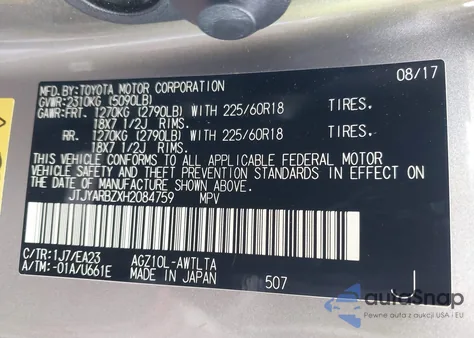 MFD. BY: TOYOTA MOTOR CORPORATION 08/17
GVWR: 2310KG (5090LB)
GAWR: FRT. 1270KG (2790LB) WITH 225/60R18 TIRES.
18X7 1/2J RIMS.
RR. 1270KG (2790LB) WITH 225/60R18 TIRES.
18X7 1/2J RIMS.
THIS VEHICLE CONFORMS TO ALL APPLICABLE FEDERAL MOTOR
VEHICLE SAFETY AND THEFT PREVENTION STANDARDS IN EFFECT ON
THE DATE OF MANUFACTURE SHOWN ABOVE.
JTJYARBZXH2084759 MPV
C/TR: 1J7/EA23 AGZ10L-AWTLTA
A/TM: -01A/U661E MADE IN JAPAN 507
autoSnap
Pewne auta z aukcji USA i EU